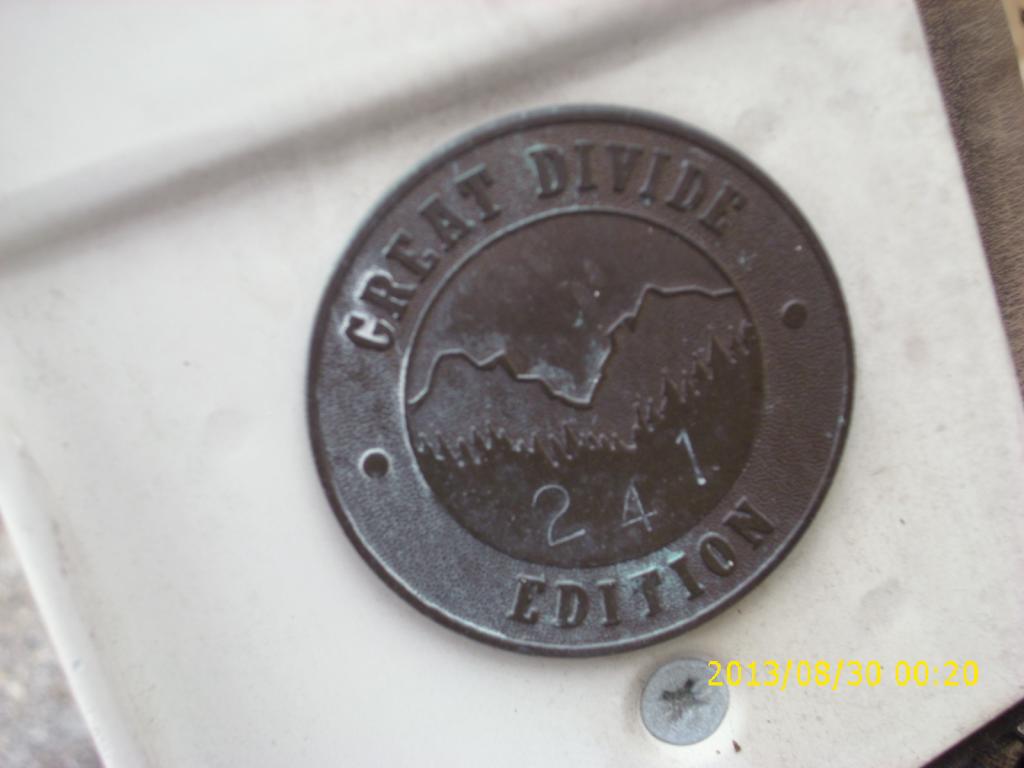 GREAT DIVIDE
241
EDITION
2013/08/30 00:20